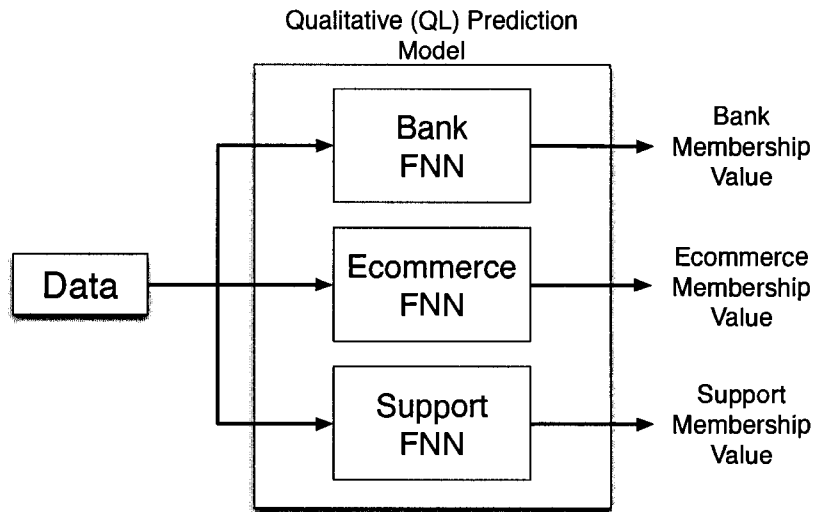 Qualitative (QL) Prediction
Model
Bank
FNN
Bank
Membership
Value
Data
Ecommerce
FNN
Ecommerce
Membership
Value
Support
FNN
Support
Membership
Value